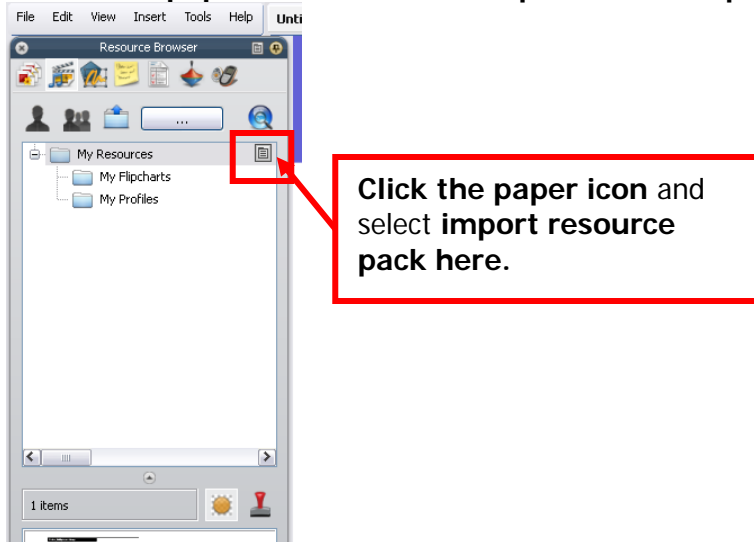 File Edit View Insert Tools Help Unti
Resource Browser
...
My Resources
My Flipcharts
My Profiles
Click the paper icon and
select import resource
pack here.
1 items